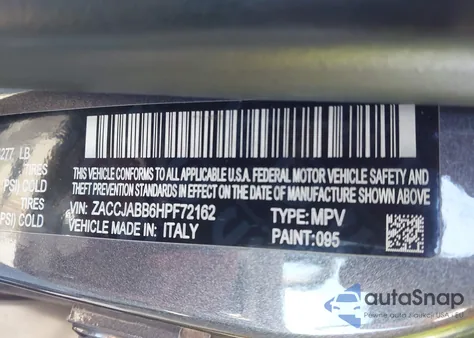 277 LB
TIRES
PSI COLD
TIRES
PSI COLD
THIS VEHICLE CONFORMS TO ALL APPLICABLE U.S.A. FEDERAL MOTOR VEHICLE SAFETY AND
THEFT PREVENTION STANDARDS IN EFFECT ON THE DATE OF MANUFACTURE SHOWN ABOVE
VIN: ZACCJABB6HPF72162 TYPE: MPV
VEHICLE MADE IN: ITALY PAINT: 095
autoSnap